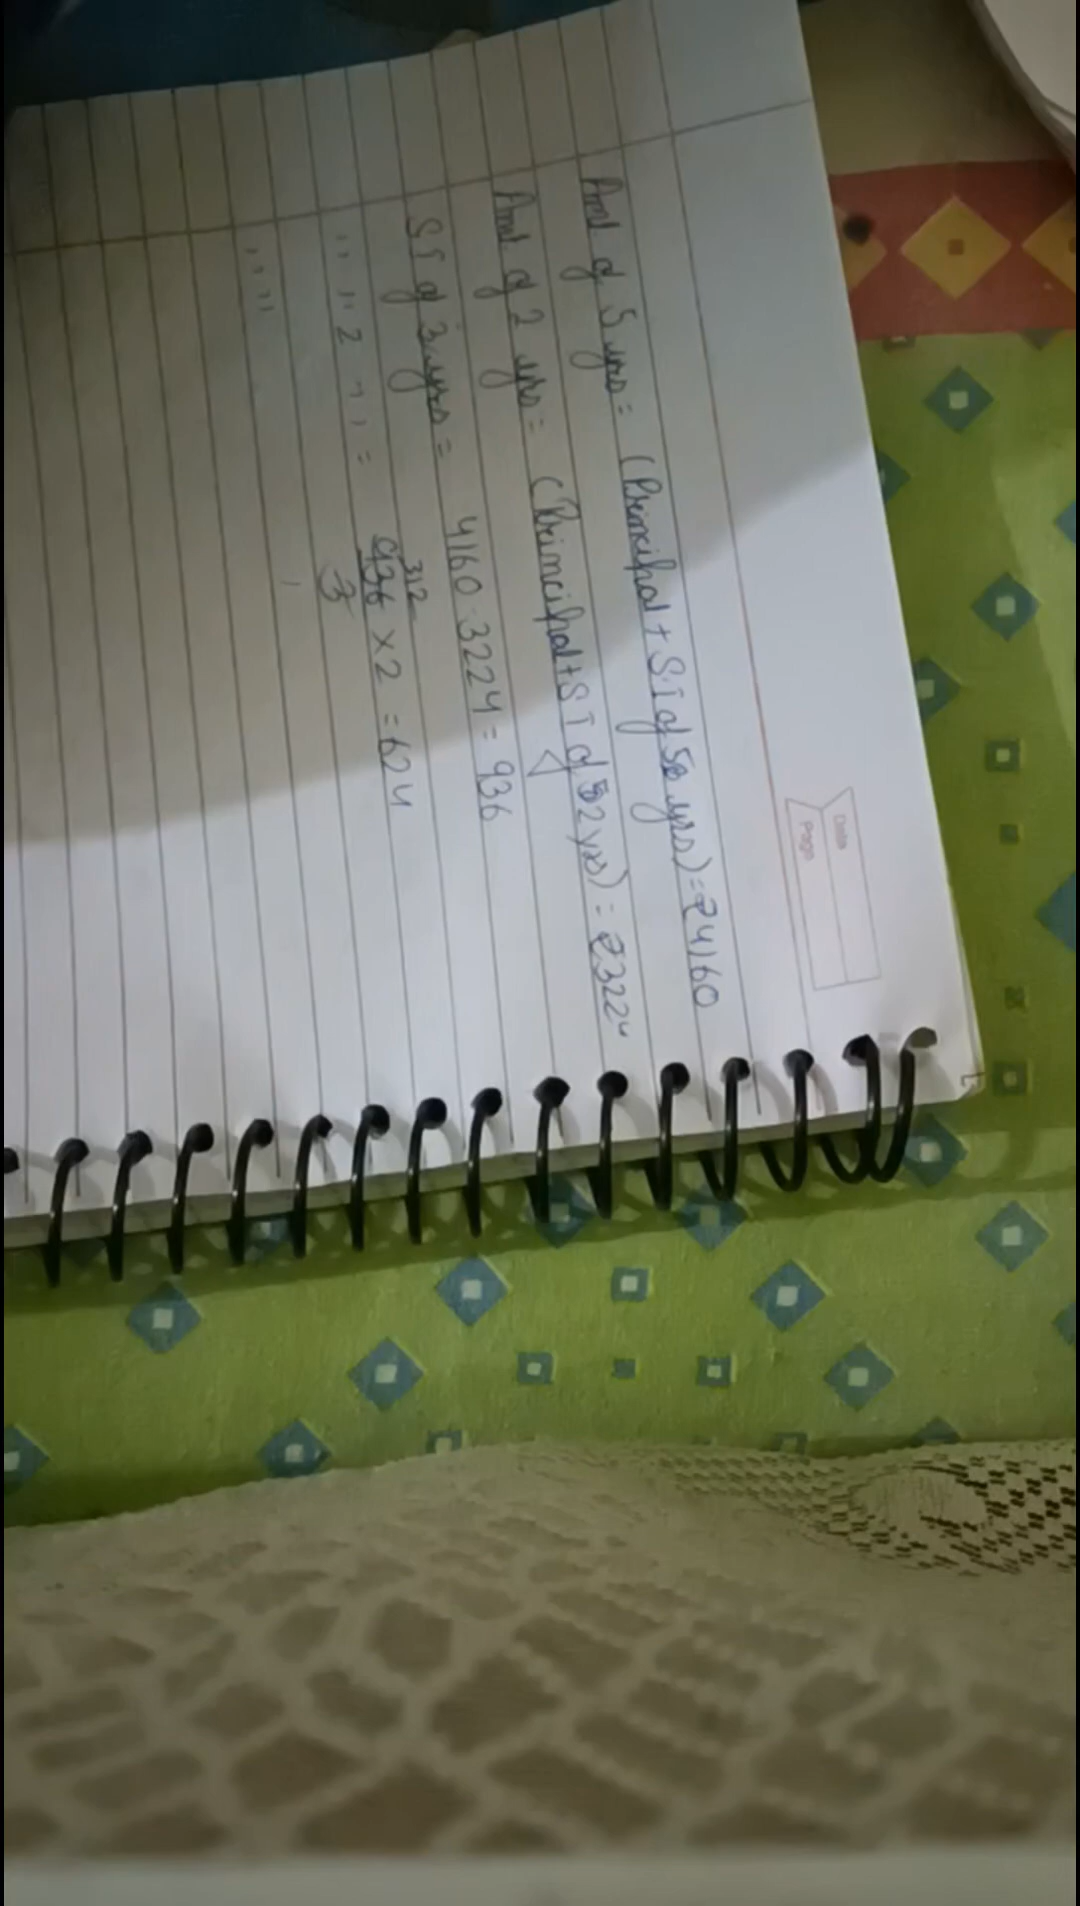 Date
Page
Amt of 5 yrs = (Principal + S.I of 5 yrs) = ₹4160
Amt of 2 yrs = (Principal + S I of 2 yrs) = ₹3224
S I of 3 yrs = 4160 - 3224 = 936
" " 2 " " = 936 × 2 = 624
312
3
" "